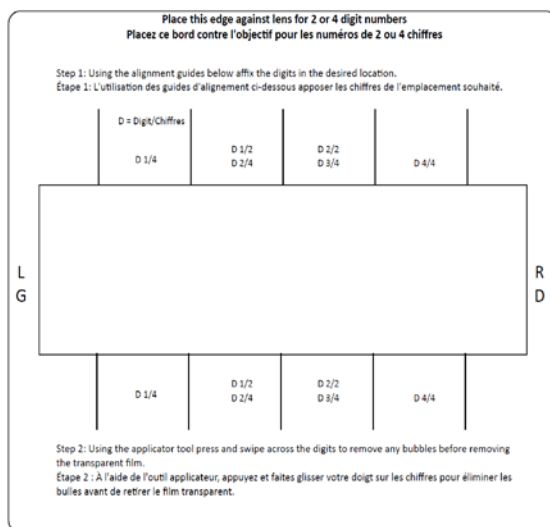 Place this edge against lens for 2 or 4 digit numbers
Placez ce bord contre l'objectif pour les numéros de 2 ou 4 chiffres
Step 1: Using the alignment guides below affix the digits in the desired location.
Étape 1: L'utilisation des guides d'alignement ci-dessous apposer les chiffres de l'emplacement souhaité.
D = Digit/Chiffres
D 1/4
D 1/2
D 2/4
D 2/2
D 3/4
D 4/4
L
G
R
D
D 1/4
D 1/2
D 2/4
D 2/2
D 3/4
D 4/4
Step 2: Using the applicator tool press and swipe across the digits to remove any bubbles before removing
the transparent film.
Étape 2 : À l'aide de l'outil applicateur, appuyez et faites glisser votre doigt sur les chiffres pour éliminer les
bulles avant de retirer le film transparent.